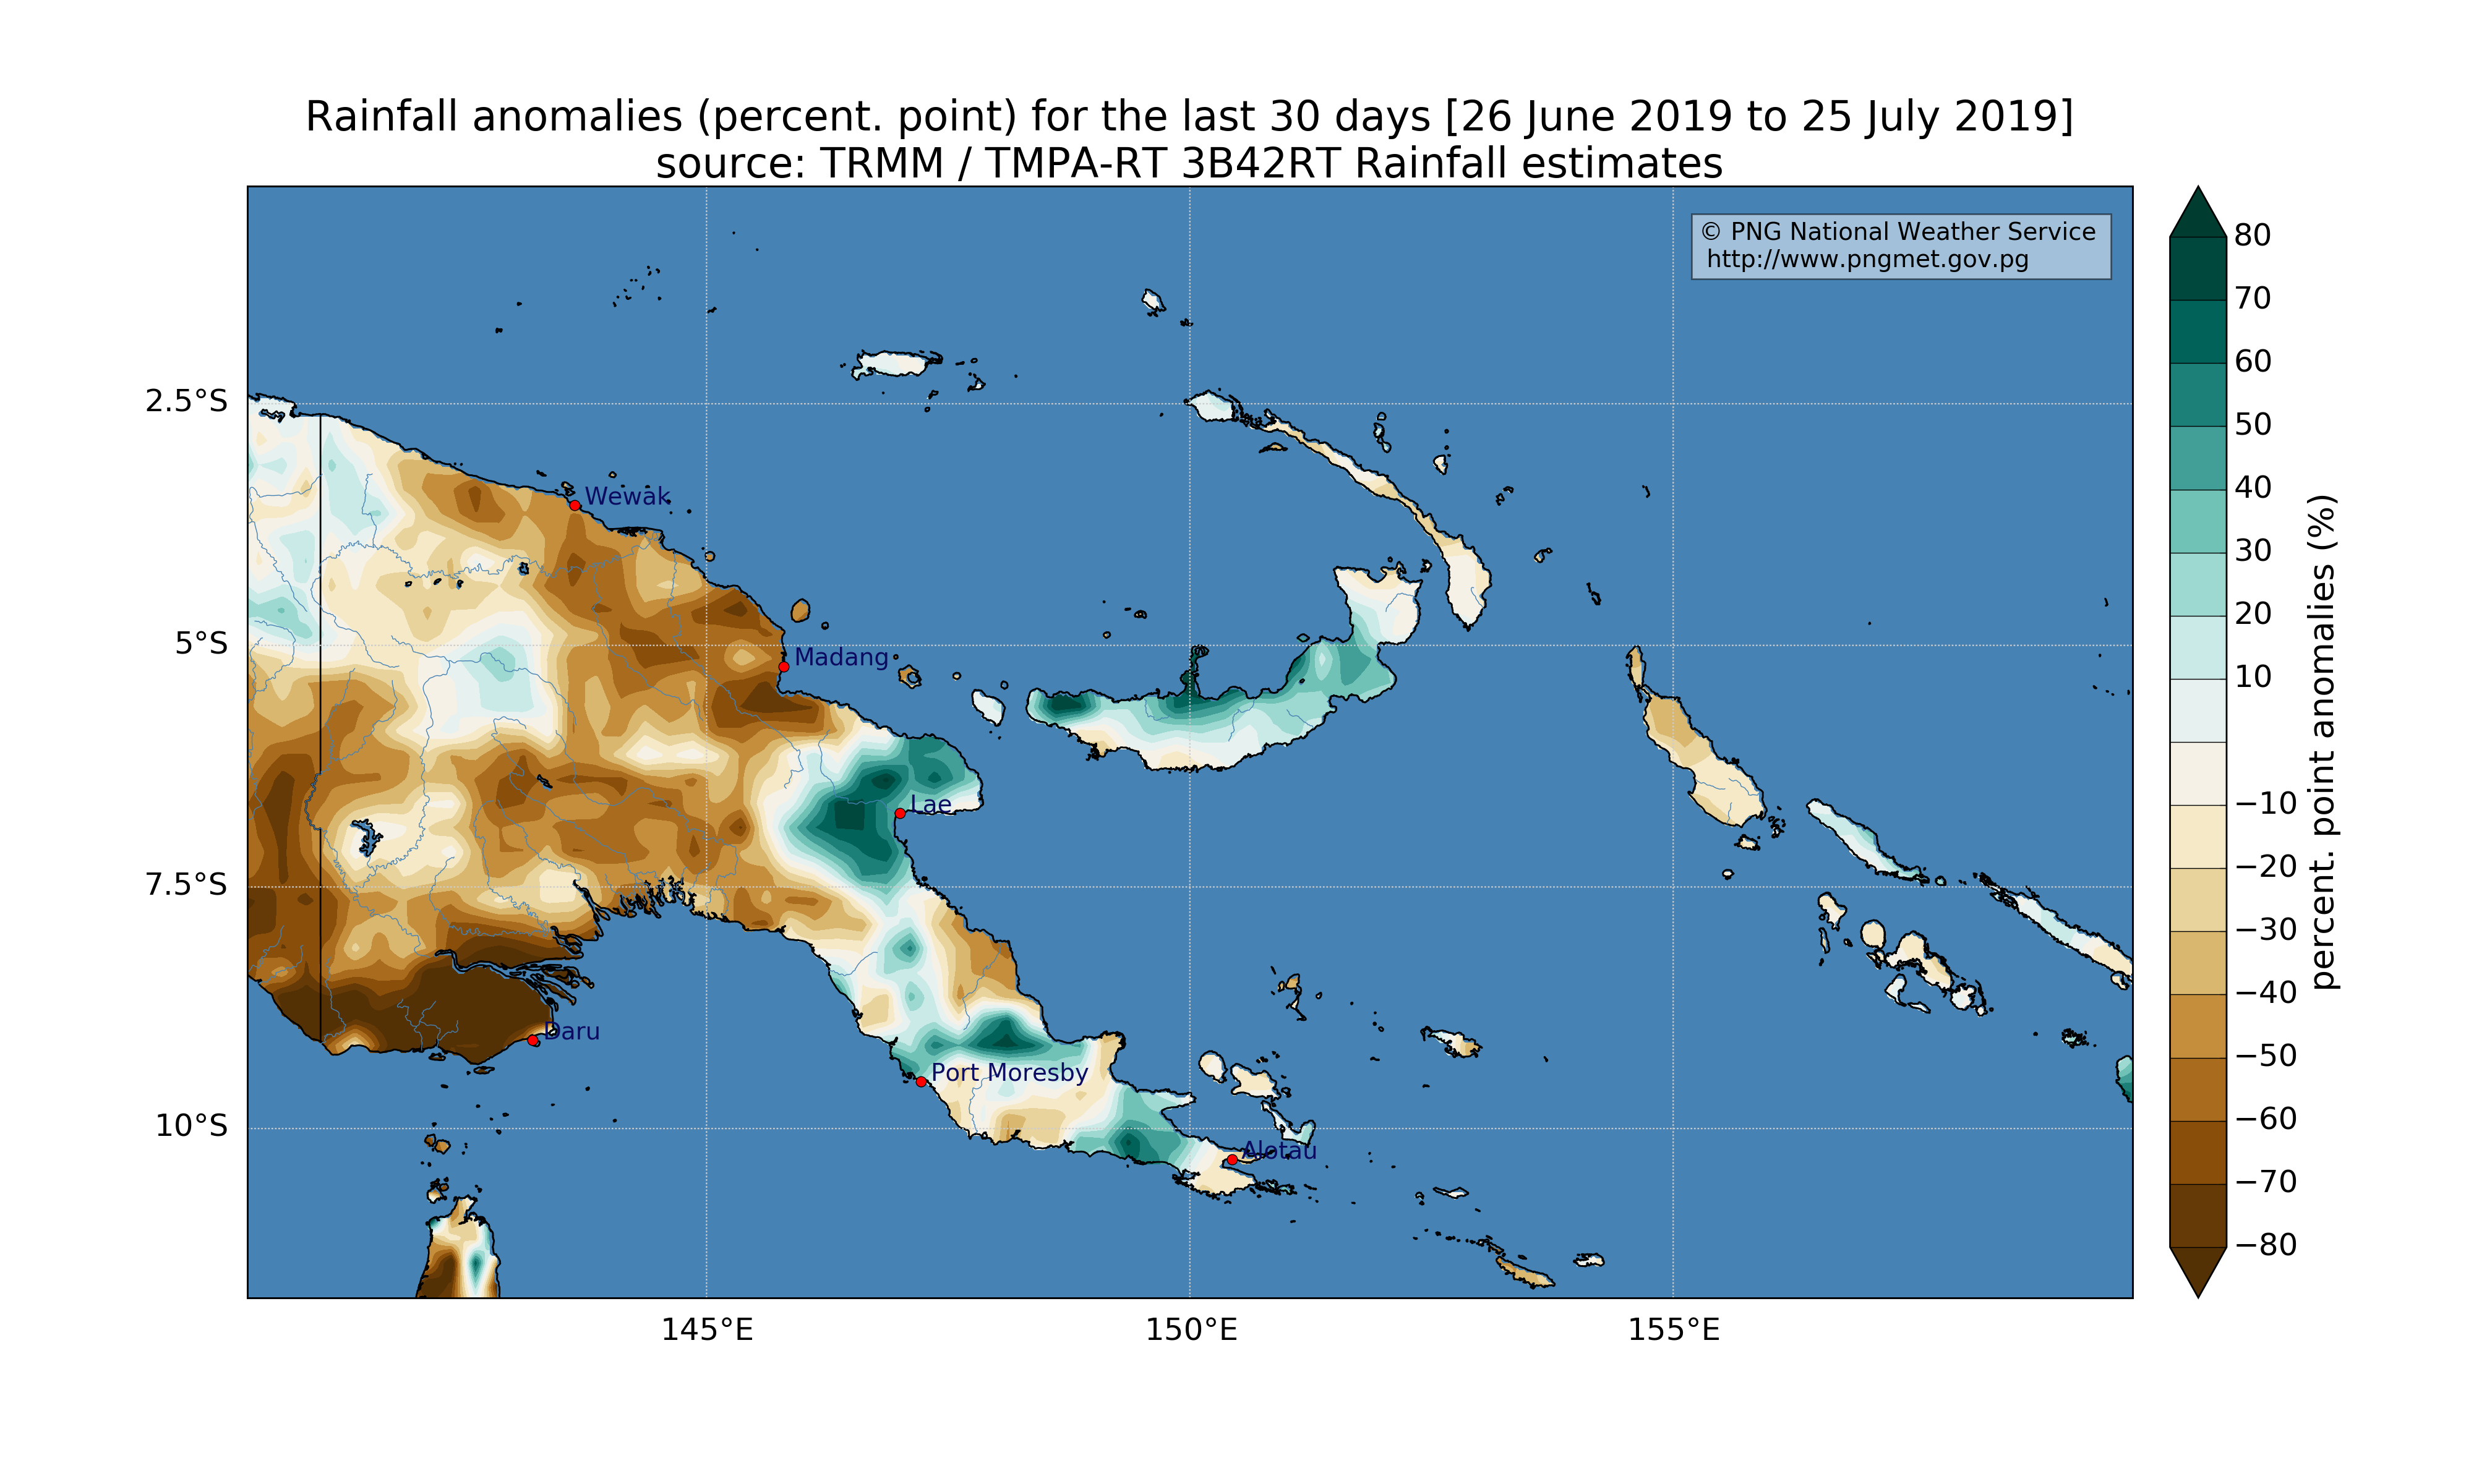 Rainfall anomalies (percent. point) for the last 30 days [26 June 2019 to 25 July 2019]
source: TRMM / TMPA-RT 3B42RT Rainfall estimates
© PNG National Weather Service
http://www.pngmet.gov.pg
2.5°S
5°S
7.5°S
10°S
Wewak
Madang
Lae
Daru
Port Moresby
Alotau
145°E
150°E
155°E
80
70
60
50
40
30
20
10
−10
−20
−30
−40
−50
−60
−70
−80
percent. point anomalies (%)